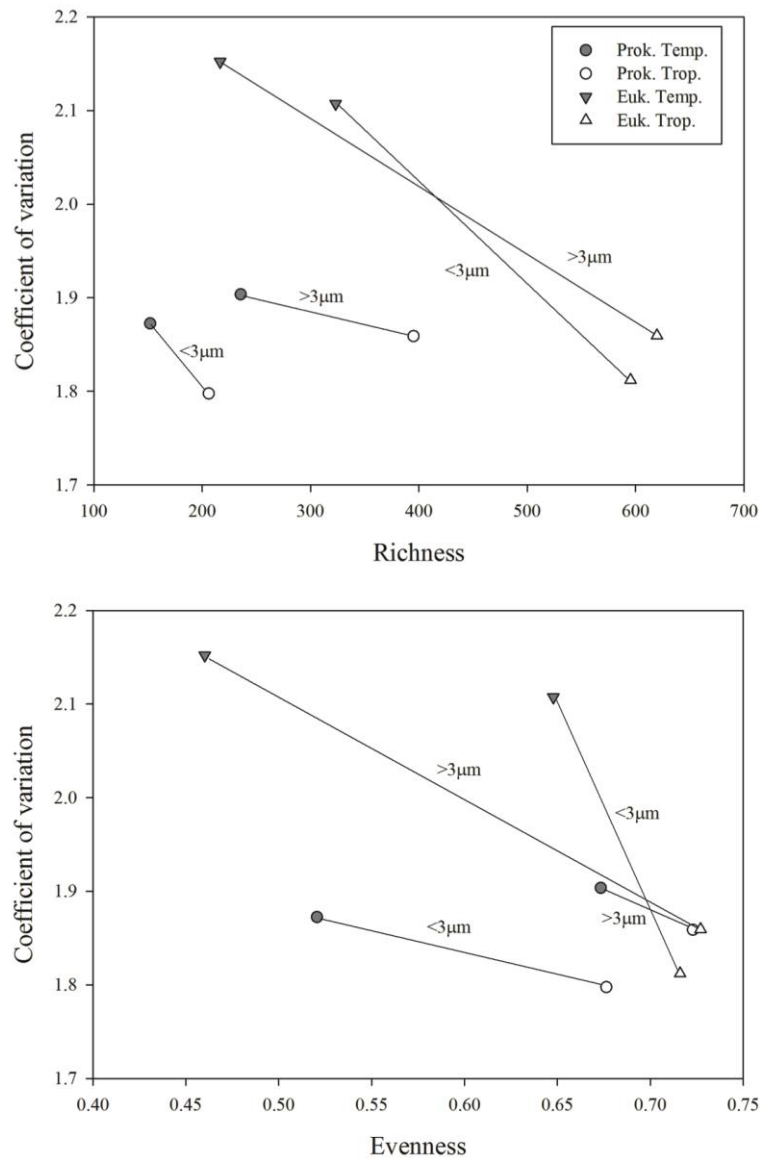 2.2
2.1
2.0
1.9
1.8
1.7
Coefficient of variation
Prok. Temp.
Prok. Trop.
Euk. Temp.
Euk. Trop.
>3μm
<3μm
>3μm
<3μm
100 200 300 400 500 600 700
Richness
2.2
2.1
2.0
1.9
1.8
1.7
Coefficient of variation
>3μm
<3μm
>3μm
<3μm
0.40 0.45 0.50 0.55 0.60 0.65 0.70 0.75
Evenness